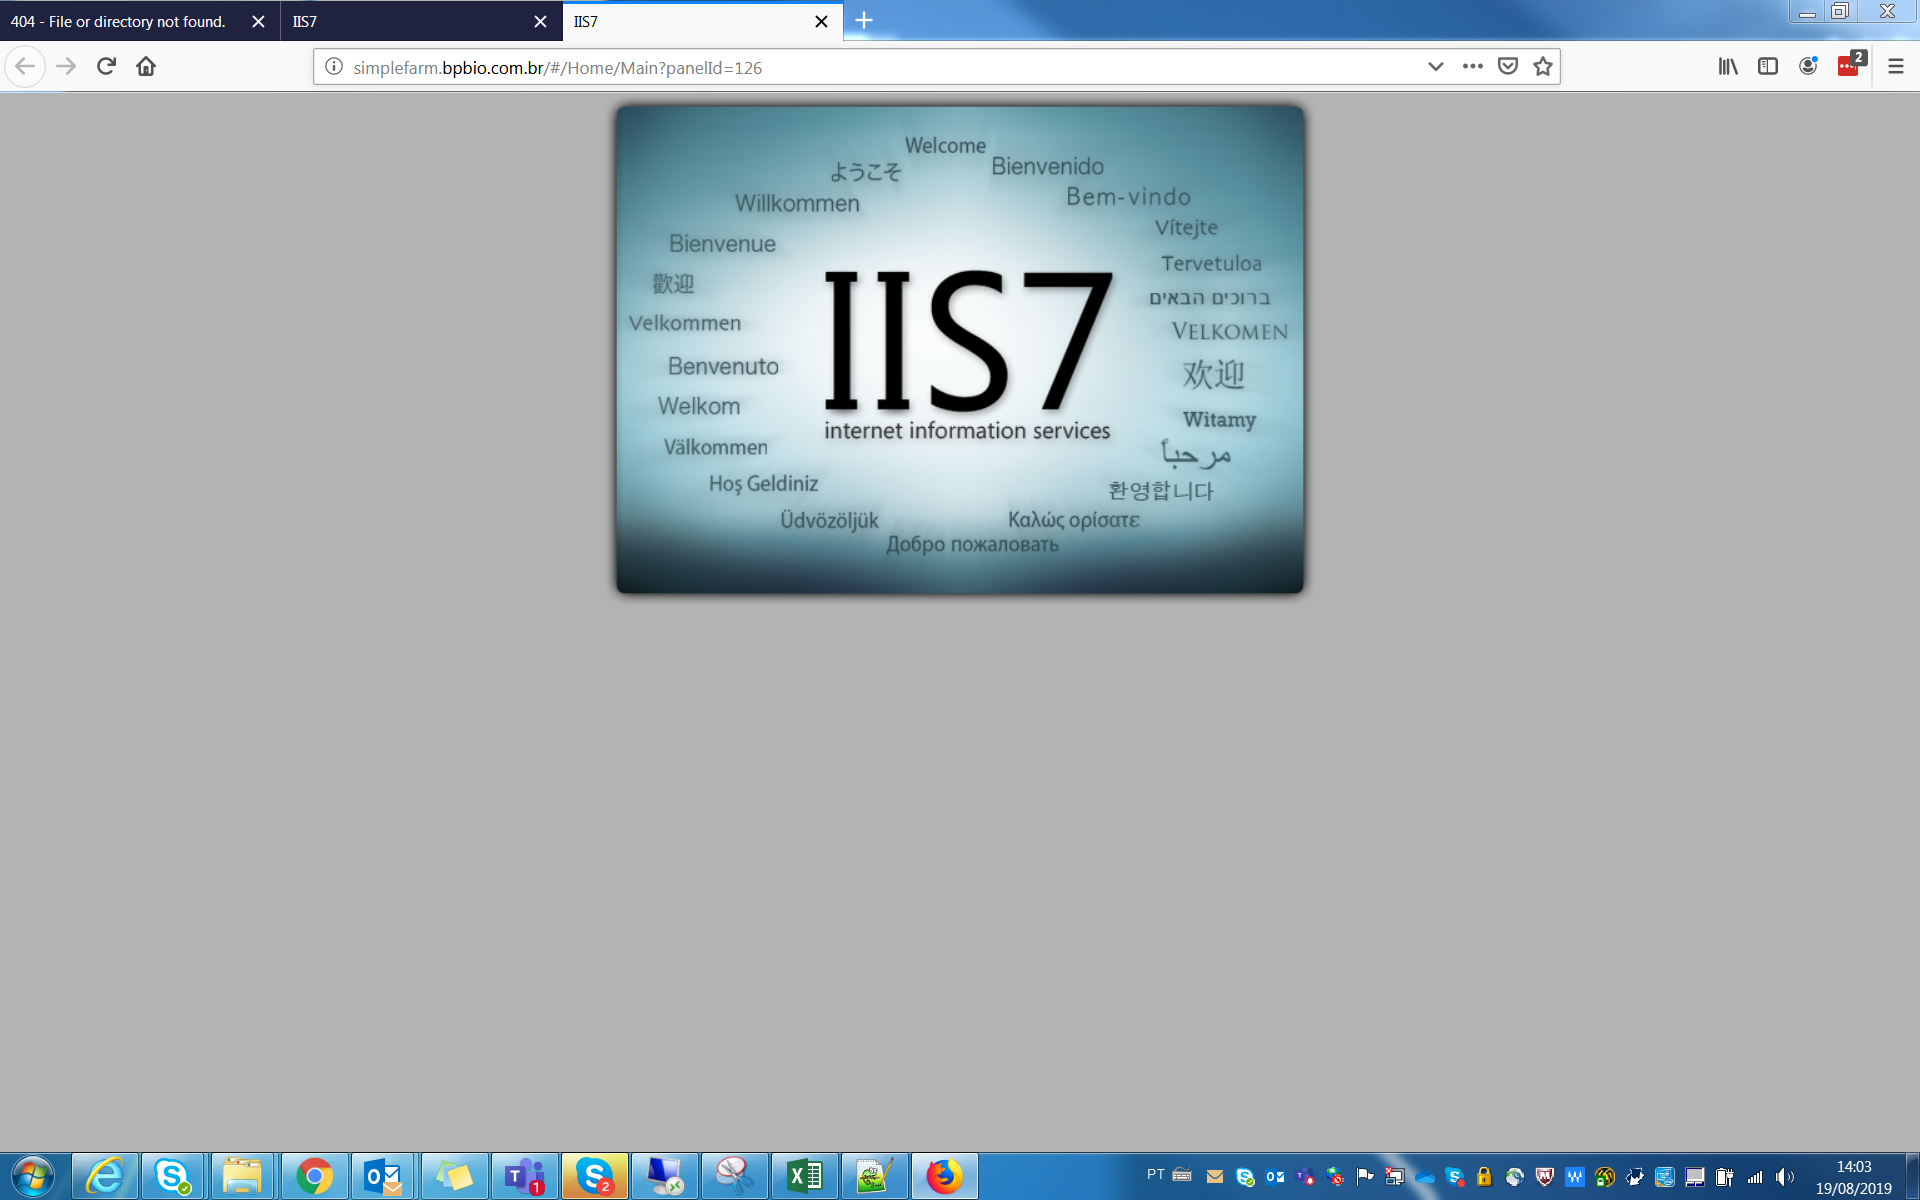 404 - File or directory not found.
IIS7
IIS7
simplefarm.bpbio.com.br/#/Home/Main?panelId=126
2
Welcome
ようこそ
Bienvenido
Willkommen
Bem-vindo
Vítejte
Bienvenue
Tervetuloa
歡迎
ברוכים הבאים
Velkommen
VELKOMEN
IIS7
Benvenuto
欢迎
Welkom
Witamy
internet information services
Välkommen
مرحباً
Hoş Geldiniz
환영합니다
Üdvözöljük
Καλώς ορίσατε
Добро пожаловать
1
2
PT
14:03
19/08/2019